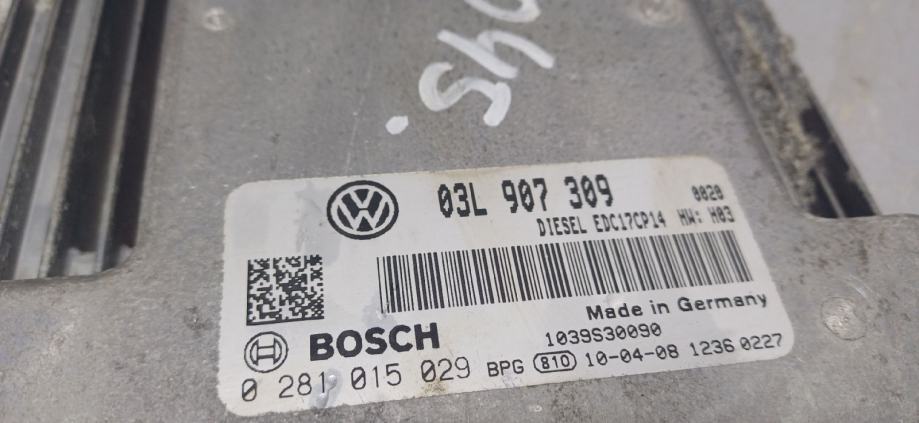 03L 907 309 0020
DIESEL EDC17CP14 HW: H03
Made in Germany
BOSCH
1039S30090
0 281 015 029 BPG 810 10-04-08 1236 0227